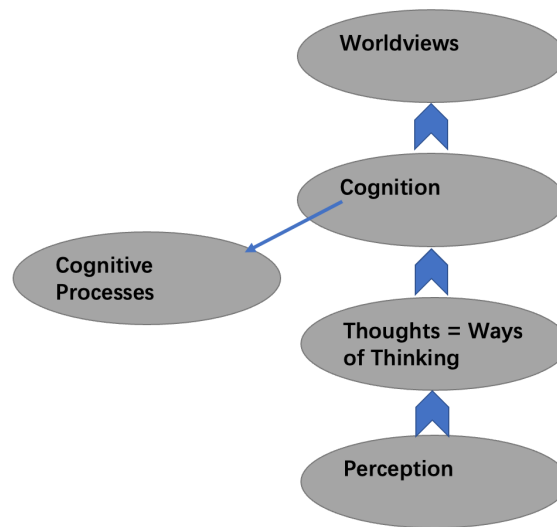 Worldviews
Cognition
Cognitive
Processes
Thoughts = Ways
of Thinking
Perception